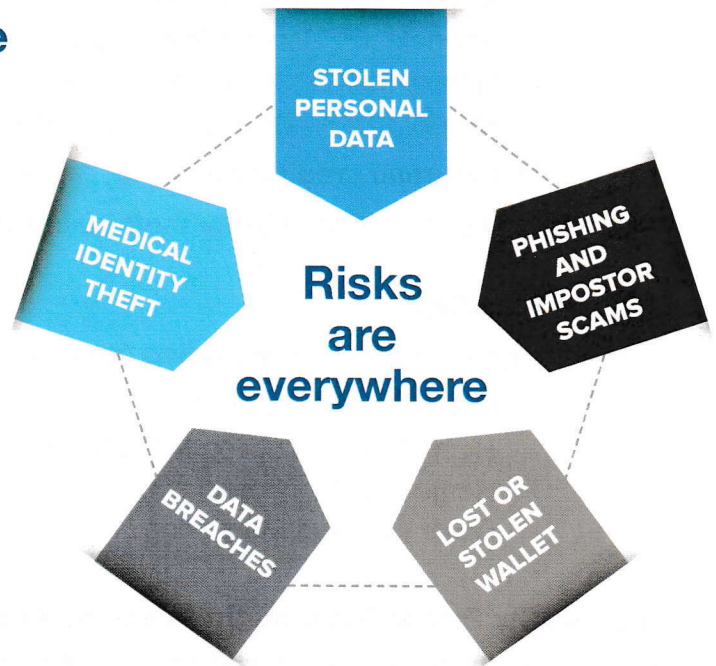 e
STOLEN
PERSONAL
DATA
PHISHING
AND
IMPOSTOR
SCAMS
LOST OR
STOLEN
WALLET
DATA
BREACHES
MEDICAL
IDENTITY
THEFT
Risks
are
everywhere